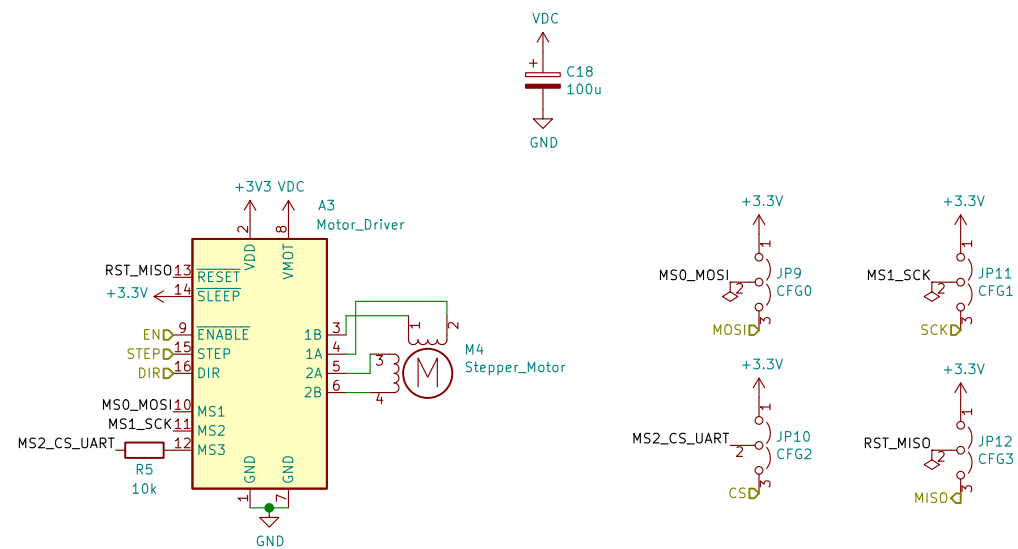 VDC
+
C18
100u
GND
+3V3 VDC
A3
Motor_Driver
2
8
VDD
VMOT
RST_MISO 13 RESET
+3.3V 14 SLEEP
EN 9 ENABLE
STEP 15 STEP
DIR 16 DIR
MS0_MOSI 10 MS1
MS1_SCK 11 MS2
MS2_CS_UART 12 MS3
R5
10k
1B 3
1A 4
2A 5
2B 6
1
2
3
4
M
M4
Stepper_Motor
GND
GND
1
7
GND
+3.3V
1
MS0_MOSI
2
JP9
CFG0
3
MOSI
+3.3V
1
MS1_SCK
2
JP11
CFG1
3
SCK
+3.3V
1
MS2_CS_UART
2
JP10
CFG2
3
CS
+3.3V
1
RST_MISO
2
JP12
CFG3
3
MISO